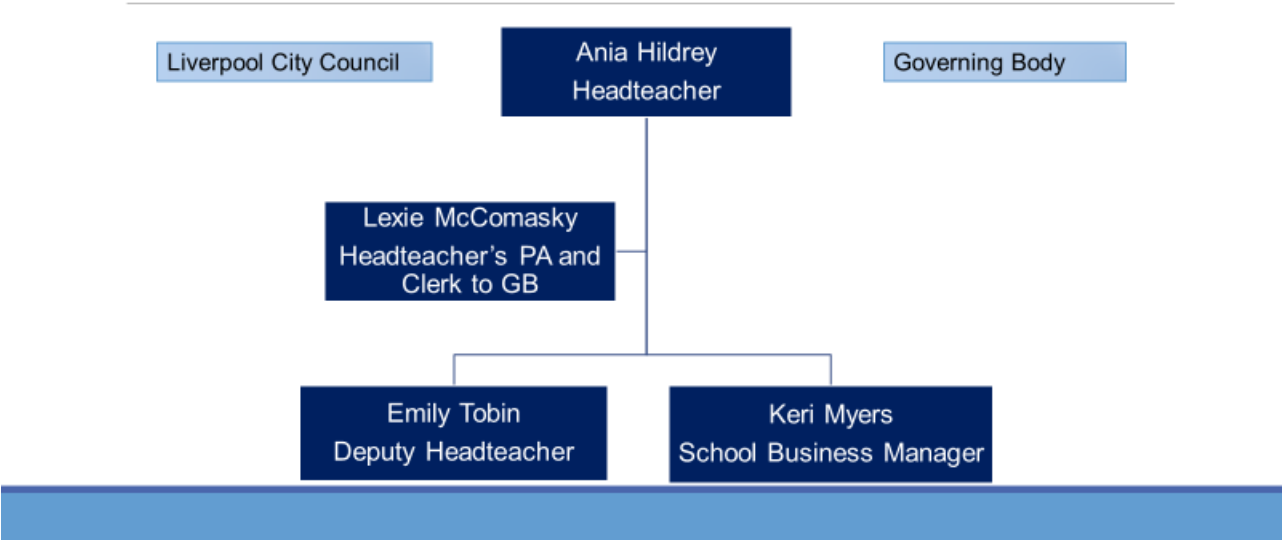 Liverpool City Council
Ania Hildrey
Headteacher
Governing Body
Lexie McComasky
Headteacher’s PA and
Clerk to GB
Emily Tobin
Deputy Headteacher
Keri Myers
School Business Manager